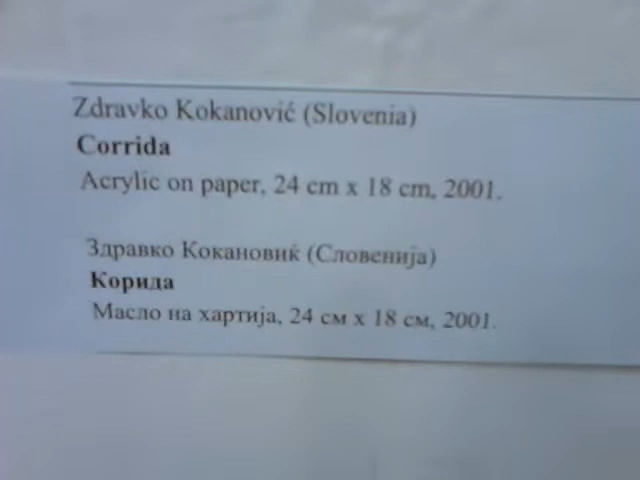 Zdravko Kokanović (Slovenia)
Corrida
Acrylic on paper, 24 cm x 18 cm, 2001.
Здравко Кокановиќ (Словенија)
Корида
Масло на хартија, 24 см x 18 см, 2001.